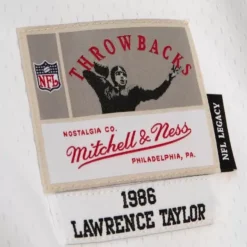 THROWBACKS
NFL
NOSTALGIA CO.
Mitchell & Ness
PHILADELPHIA, PA.
NFL LEGACY
1986
LAWRENCE TAYLOR